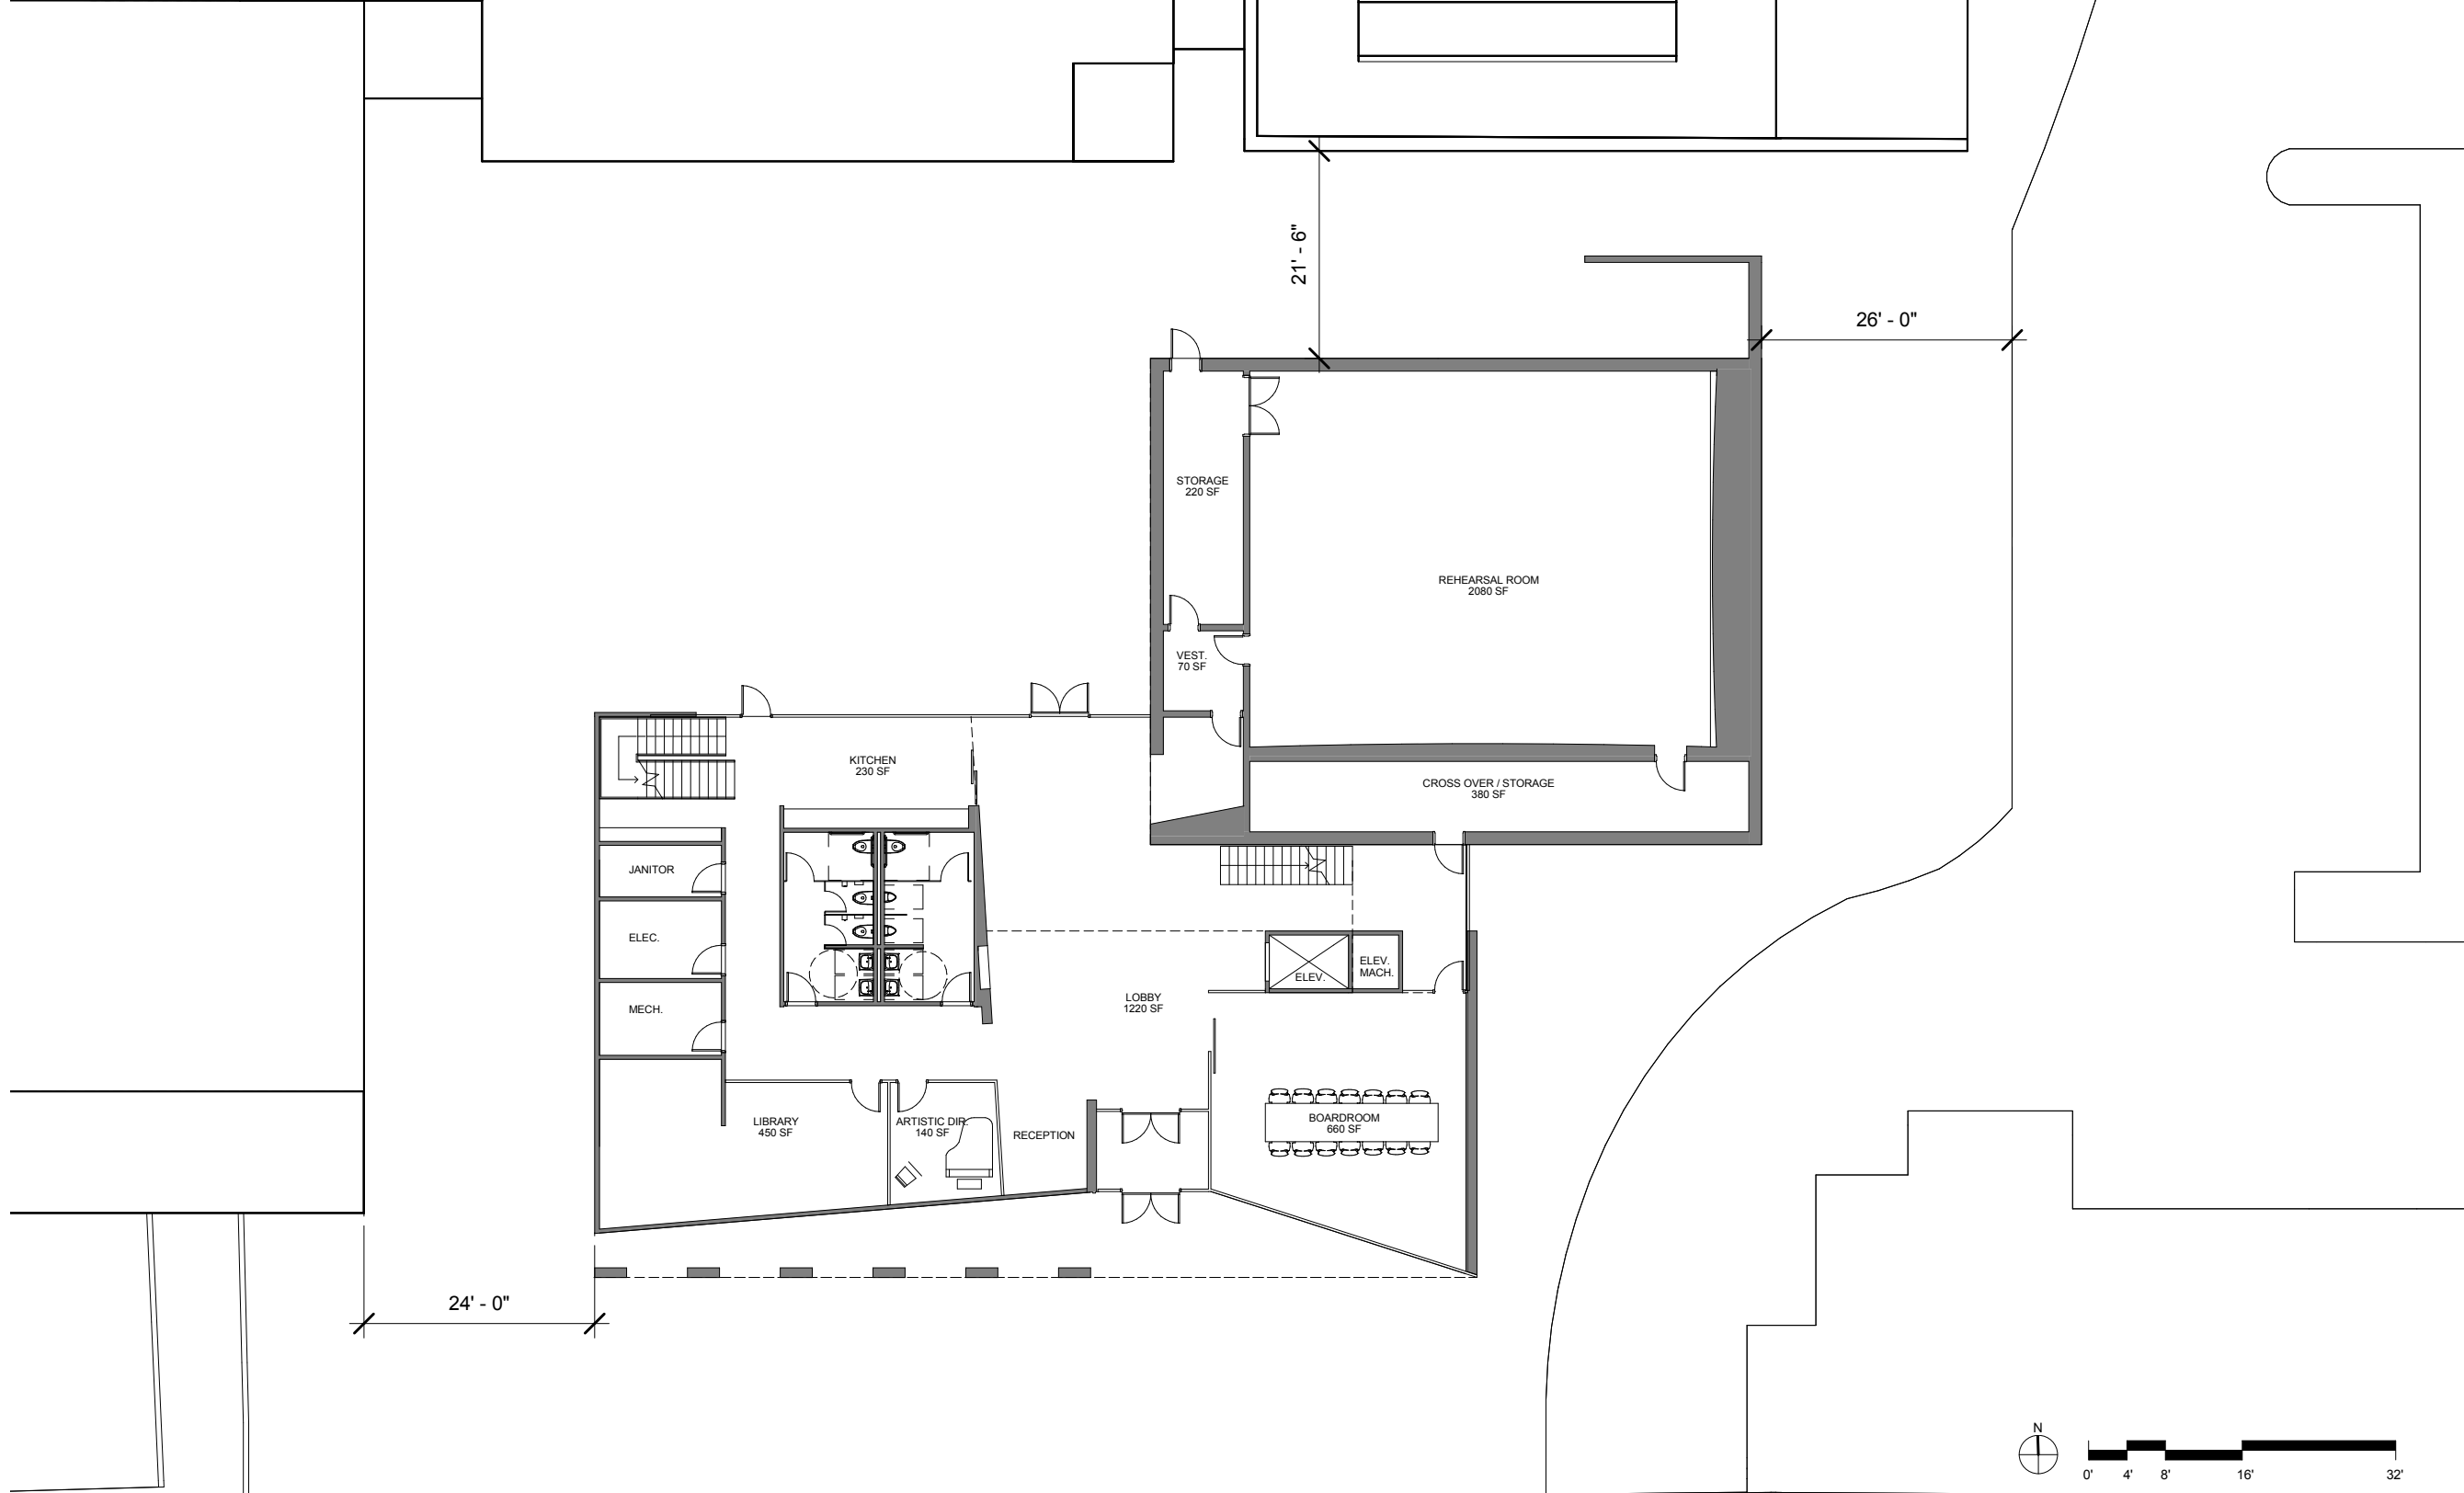 21' - 6"
26' - 0"
STORAGE
220 SF
REHEARSAL ROOM
2080 SF
VEST.
70 SF
KITCHEN
230 SF
CROSS OVER / STORAGE
380 SF
JANITOR
ELEC.
ELEV.
ELEV.
MACH.
LOBBY
1220 SF
MECH.
LIBRARY
450 SF
ARTISTIC DIR.
140 SF
RECEPTION
BOARDROOM
660 SF
24' - 0"
N
0' 4' 8' 16' 32'